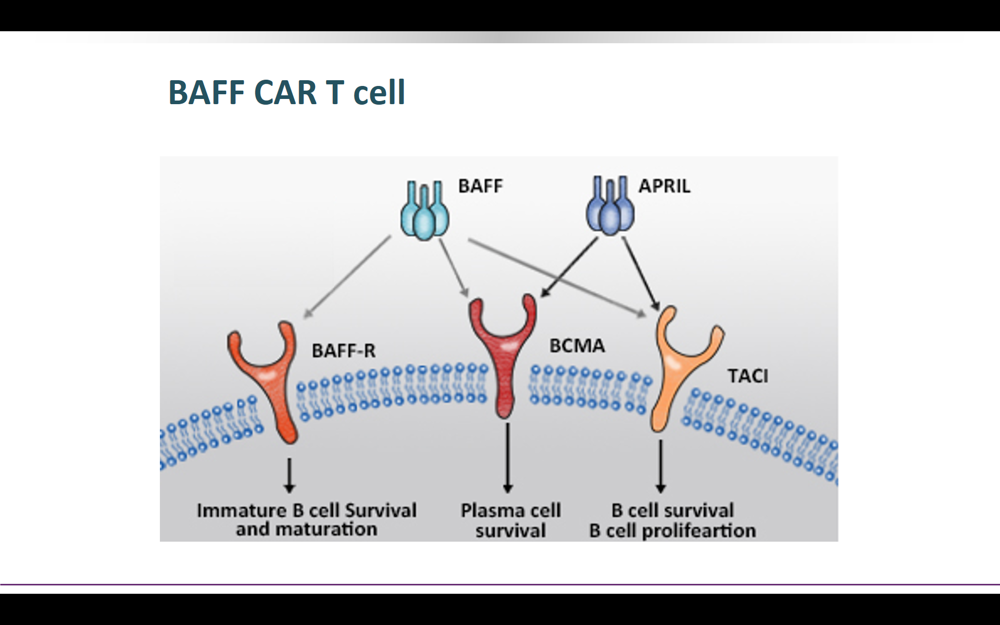 BAFF CAR T cell
BAFF
APRIL
BAFF-R
BCMA
TACI
Immature B cell Survival
and maturation
Plasma cell
survival
B cell survival
B cell prolifeartion